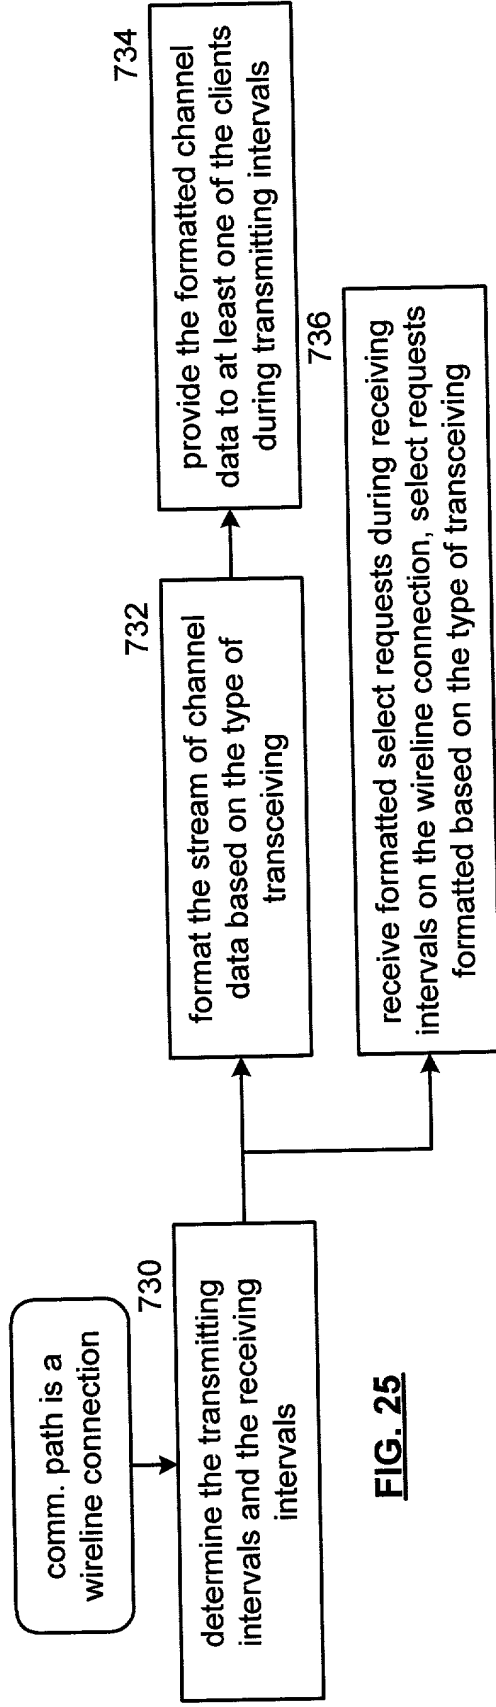 comm. path is a
wireline connection
730
determine the transmitting
intervals and the receiving
intervals
732
format the stream of channel
data based on the type of
transceiving
734
provide the formatted channel
data to at least one of the clients
during transmitting intervals
736
receive formatted select requests during receiving
intervals on the wireline connection, select requests
formatted based on the type of transceiving
FIG. 25